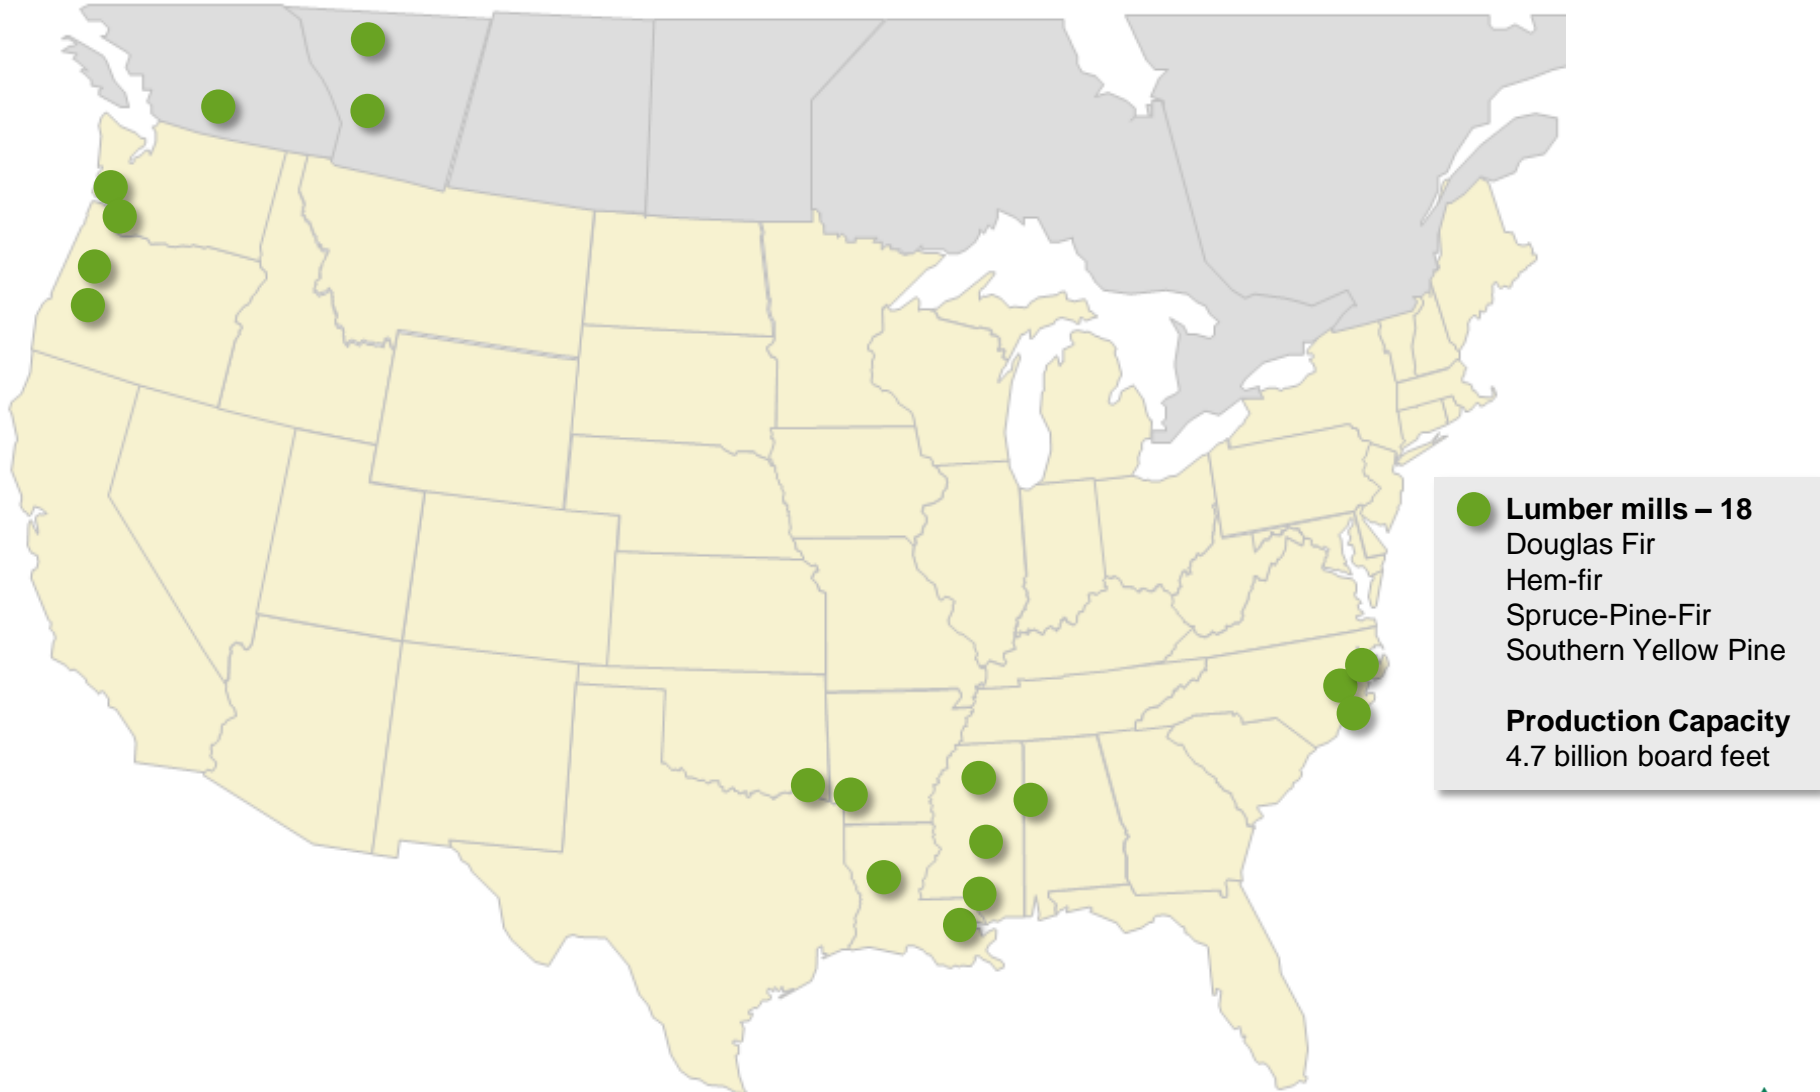 Lumber mills – 18
Douglas Fir
Hem-fir
Spruce-Pine-Fir
Southern Yellow Pine
Production Capacity
4.7 billion board feet